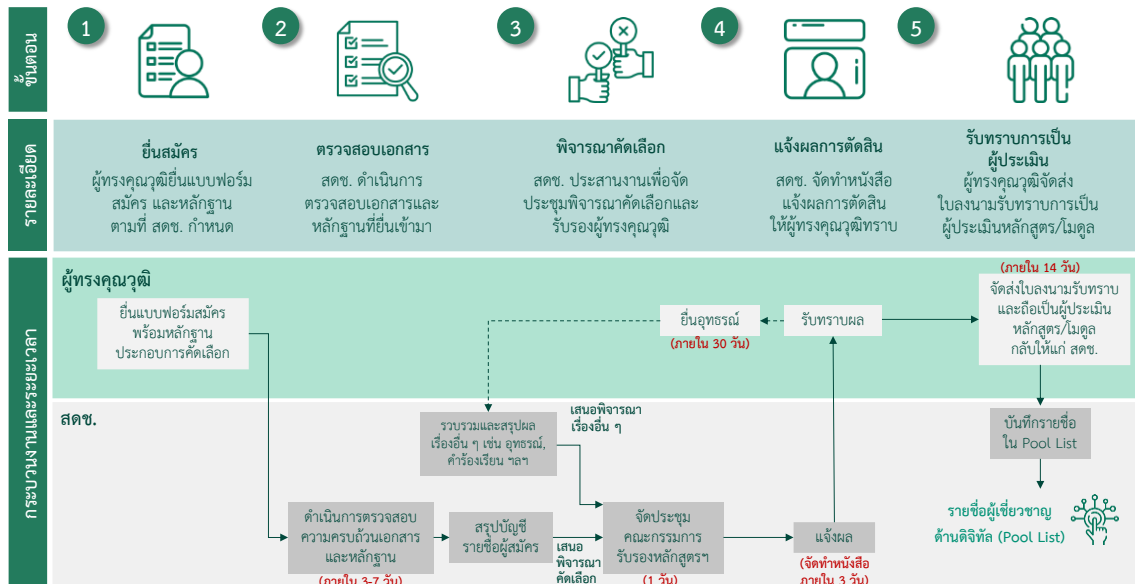 ขั้นตอน
1
2
3
4
5
รายละเอียด
ยื่นสมัคร
ผู้ทรงคุณวุฒิยื่นแบบฟอร์ม
สมัคร และหลักฐาน
ตามที่ สดช. กำหนด
ตรวจสอบเอกสาร
สดช. ดำเนินการ
ตรวจสอบเอกสารและ
หลักฐานที่ยื่นเข้ามา
พิจารณาคัดเลือก
สดช. ประสานงานเพื่อจัด
ประชุมพิจารณาคัดเลือกและ
รับรองผู้ทรงคุณวุฒิ
แจ้งผลการตัดสิน
สดช. จัดทำหนังสือ
แจ้งผลการตัดสิน
ให้ผู้ทรงคุณวุฒิทราบ
รับทราบการเป็น
ผู้ประเมิน
ผู้ทรงคุณวุฒิจัดส่ง
ใบลงนามรับทราบการเป็น
ผู้ประเมินหลักสูตร/โมดูล
กระบวนงานและระยะเวลา
ผู้ทรงคุณวุฒิ
ยื่นแบบฟอร์มสมัคร
พร้อมหลักฐาน
ประกอบการคัดเลือก
ยื่นอุทธรณ์
(ภายใน 30 วัน)
รับทราบผล
(ภายใน 14 วัน)
จัดส่งใบลงนามรับทราบ
และถือเป็นผู้ประเมิน
หลักสูตร/โมดูล
กลับให้แก่ สดช.
สดช.
รวบรวมและสรุปผล
เรื่องอื่น ๆ เช่น อุทธรณ์,
คำร้องเรียน ฯลฯ
เสนอพิจารณา
เรื่องอื่น ๆ
บันทึกรายชื่อ
ใน Pool List
รายชื่อผู้เชี่ยวชาญ
ด้านดิจิทัล (Pool List)
ดำเนินการตรวจสอบ
ความครบถ้วนเอกสาร
และหลักฐาน
(ภายใน 3-7 วัน)
สรุปบัญชี
รายชื่อผู้สมัคร
เสนอ
พิจารณา
คัดเลือก
จัดประชุม
คณะกรรมการ
รับรองหลักสูตรฯ
(1 วัน)
แจ้งผล
(จัดทำหนังสือ
ภายใน 3 วัน)